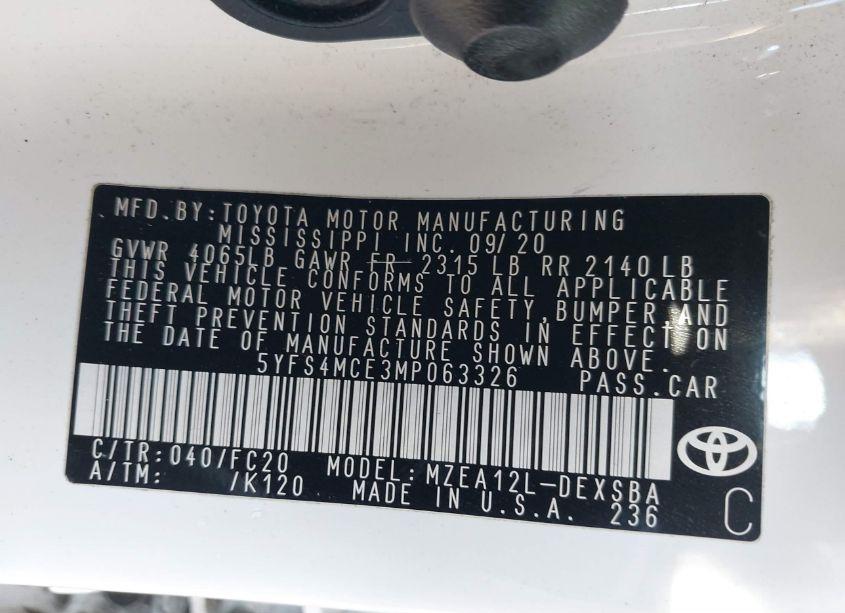 MFD.BY:TOYOTA MOTOR MANUFACTURING
MISSISSIPPI INC. 09/20
GVWR 4065LB GAWR FR 2315 LB RR 2140LB
THIS VEHICLE CONFORMS TO ALL APPLICABLE
FEDERAL MOTOR VEHICLE SAFETY,BUMPER AND
THEFT PREVENTION STANDARDS IN EFFECT ON
THE DATE OF MANUFACTURE SHOWN ABOVE.
5YFS4MCE3MP063326 PASS.CAR
C/TR:040/FC20 MODEL:MZEA12L-DEXSBA
A/TM: /K120 MADE IN U.S.A. 236
C